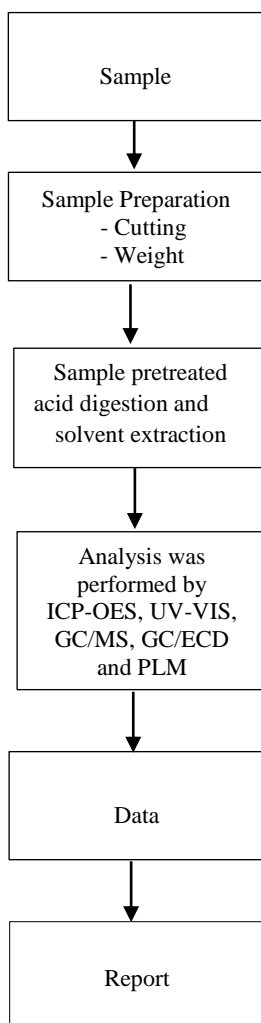 Sample
Sample Preparation
- Cutting
- Weight
Sample pretreated
acid digestion and
solvent extraction
Analysis was
performed by
ICP-OES, UV-VIS,
GC/MS, GC/ECD
and PLM
Data
Report